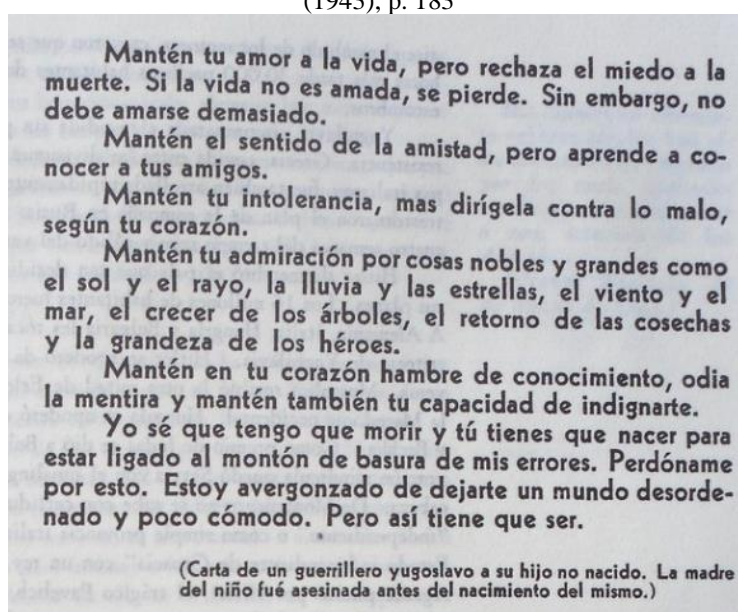 (1943), p. 185
Mantén tu amor a la vida, pero rechaza el miedo a la
muerte. Si la vida no es amada, se pierde. Sin embargo, no
debe amarse demasiado.
Mantén el sentido de la amistad, pero aprende a co-
nocer a tus amigos.
Mantén tu intolerancia, mas dirígela contra lo malo,
según tu corazón.
Mantén tu admiración por cosas nobles y grandes como
el sol y el rayo, la lluvia y las estrellas, el viento y el
mar, el crecer de los árboles, el retorno de las cosechas
y la grandeza de los héroes.
Mantén en tu corazón hambre de conocimiento, odia
la mentira y mantén también tu capacidad de indignarte.
Yo sé que tengo que morir y tú tienes que nacer para
estar ligado al montón de basura de mis errores. Perdóname
por esto. Estoy avergonzado de dejarte un mundo desorde-
nado y poco cómodo. Pero así tiene que ser.
(Carta de un guerrillero yugoslavo a su hijo no nacido. La madre
del niño fué asesinada antes del nacimiento del mismo.)